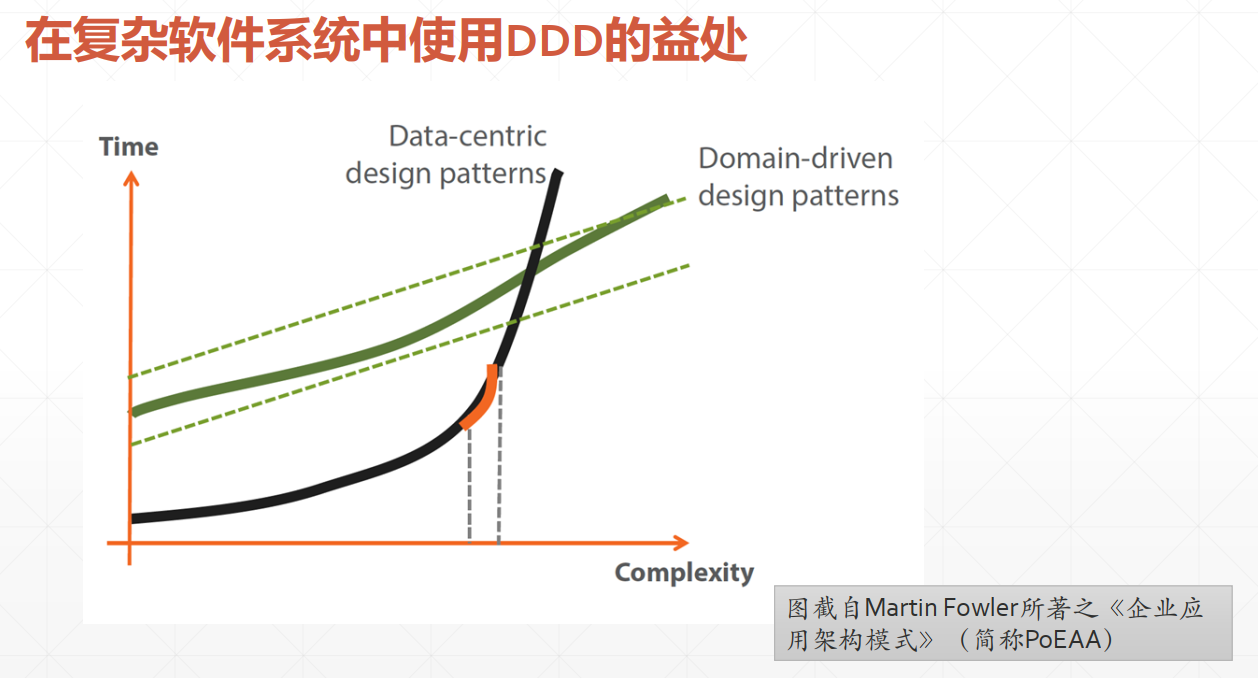 在复杂软件系统中使用DDD的益处
Time
Data-centric
design patterns
Domain-driven
design patterns
Complexity
图截自Martin Fowler所著之《企业应
用架构模式》（简称PoEAA）